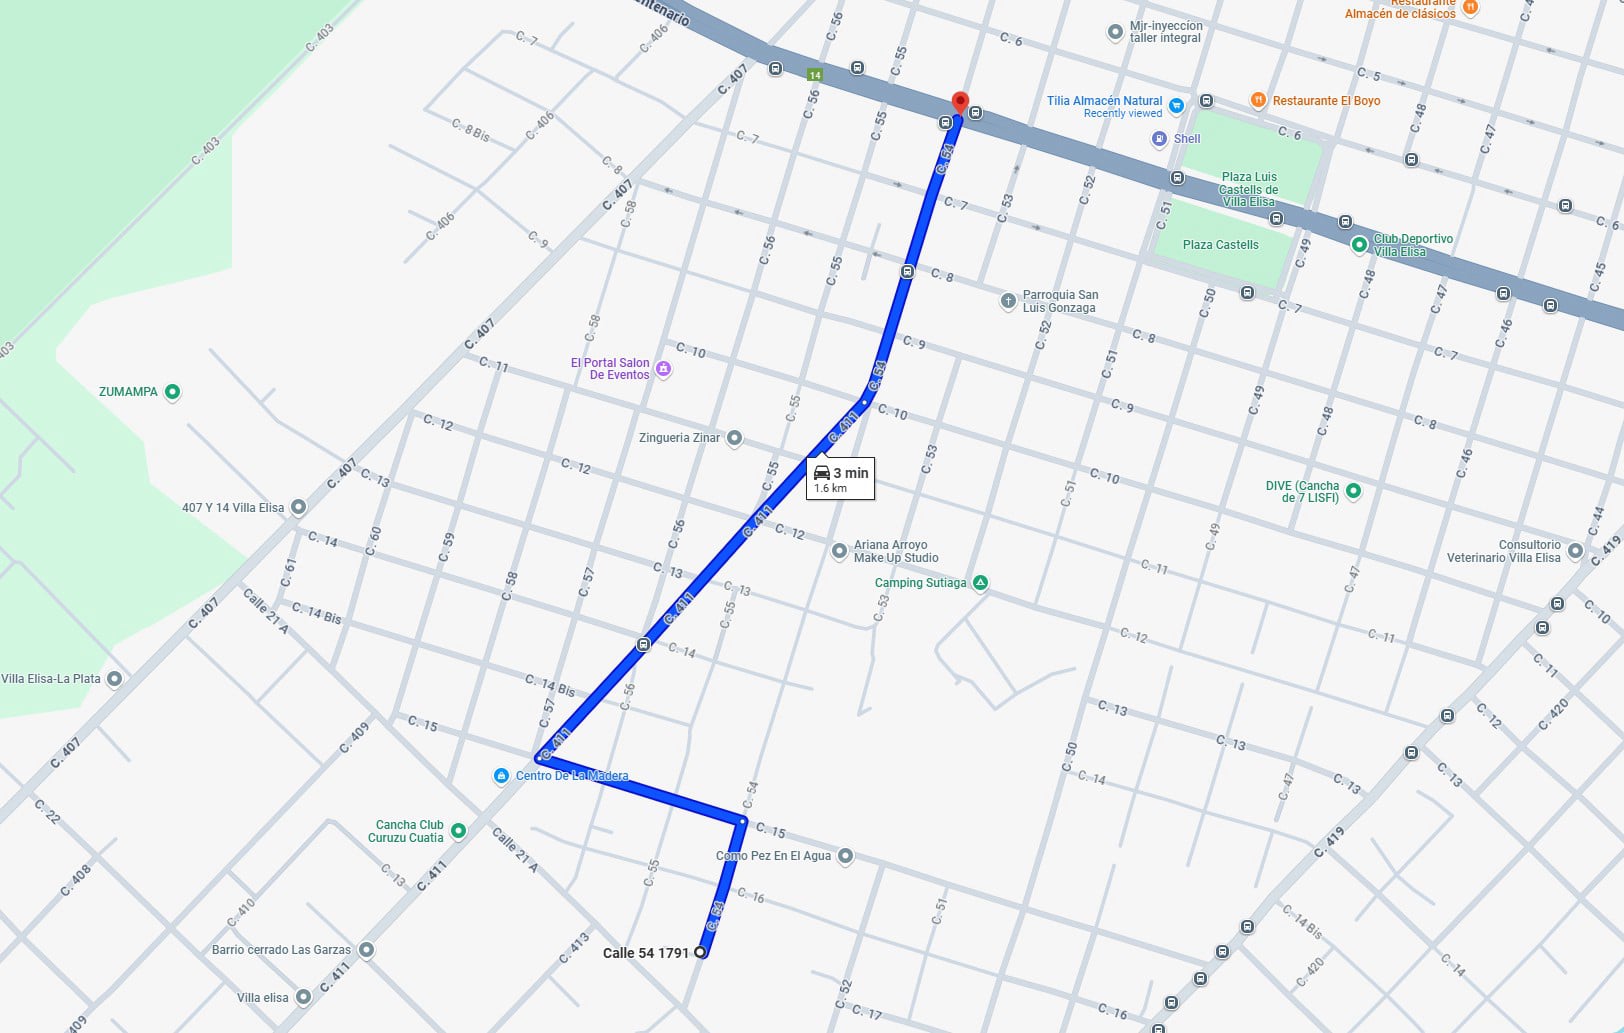 Restaurante
Almacén de clásicos
entenario
C. 403
C. 7
C. 406
C. 56
C. 55
C. 6
Mjr-inyeccion
taller integral
C. 4
C. 5
14
C. 407
C. 56
Tilia Almacén Natural
Recently viewed
Restaurante El Boyo
C. 48
C. 47
C. 8 Bis
C. 406
C. 55
C. 7
Shell
C. 6
C. 403
C. 54
C. 8
C. 407
C. 52
Plaza Luis
Castells de
Villa Elisa
C. 58
C. 53
C. 7
C. 51
C. 6
C. 406
C. 9
C. 56
Plaza Castells
C. 49
Club Deportivo
Villa Elisa
C. 55
C. 8
C. 48
C. 45
C. 50
C. 47
Parroquia San
Luis Gonzaga
C. 7
C. 58
C. 407
C. 52
C. 8
C. 46
403
C. 10
C. 9
C. 7
C. 11
El Portal Salon
De Eventos
C. 54
C. 51
ZUMAMPA
C. 55
C. 10
C. 9
C. 49
C. 48
C. 8
C. 12
C. 411
Zingueria Zinar
C. 53
C. 46
C. 12
C. 55
3 min
1.6 km
C. 407
C. 13
C. 10
C. 51
DIVE (Cancha
de 7 LISFI)
407 Y 14 Villa Elisa
C. 411
C. 12
C. 44
C. 14
C. 60
C. 59
C. 56
C. 49
C. 419
Ariana Arroyo
Make Up Studio
Consultorio
Veterinario Villa Elisa
C. 61
C. 58
C. 57
C. 13
C. 13
Camping Sutiaga
C. 11
C. 47
C. 407
Calle 21 A
C. 14 Bis
C. 411
C. 55
C. 53
C. 12
C. 11
C. 10
C. 14
C. 11
Villa Elisa-La Plata
C. 14 Bis
C. 56
C. 57
C. 13
C. 12
C. 420
C. 15
C. 409
C. 411
C. 13
C. 50
C. 407
Centro De La Madera
C. 14
C. 47
C. 13
C. 13
C. 54
C. 22
Cancha Club
Curuzu Cuatia
Calle 21 A
C. 15
Como Pez En El Agua
C. 419
C. 408
C. 13
C. 411
C. 55
C. 16
C. 410
C. 54
C. 51
C. 14 Bis
Barrio cerrado Las Garzas
C. 413
Calle 54 1791
C. 420
C. 14
C. 411
Villa elisa
C. 52
C. 17
C. 16
409